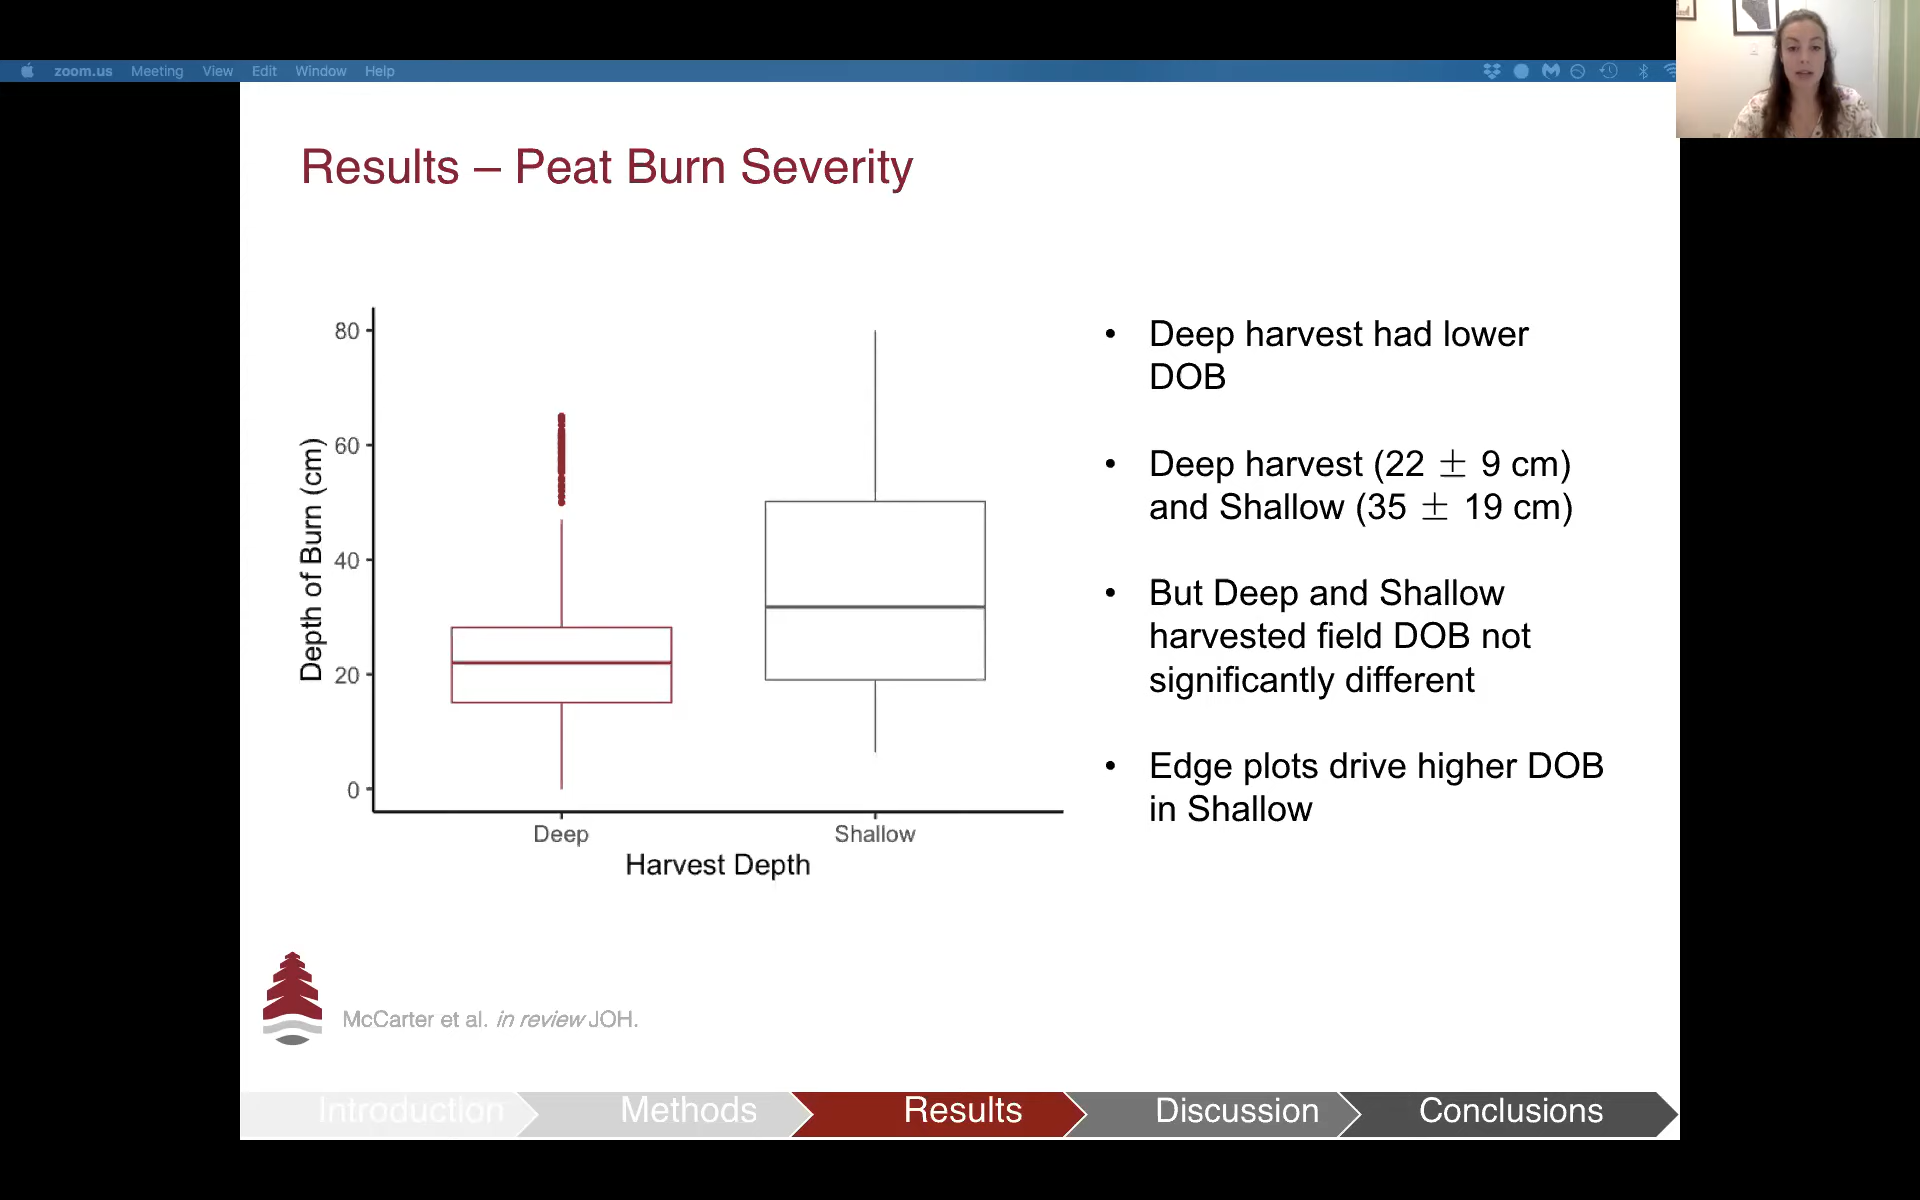 zoom.us Meeting View Edit Window Help
Results – Peat Burn Severity
80
60
40
20
0
Depth of Burn (cm)
Deep Shallow
Harvest Depth
• Deep harvest had lower
DOB
• Deep harvest (22 ± 9 cm)
and Shallow (35 ± 19 cm)
• But Deep and Shallow
harvested field DOB not
significantly different
• Edge plots drive higher DOB
in Shallow
McCarter et al. in review JOH.
Introduction Methods Results Discussion Conclusions